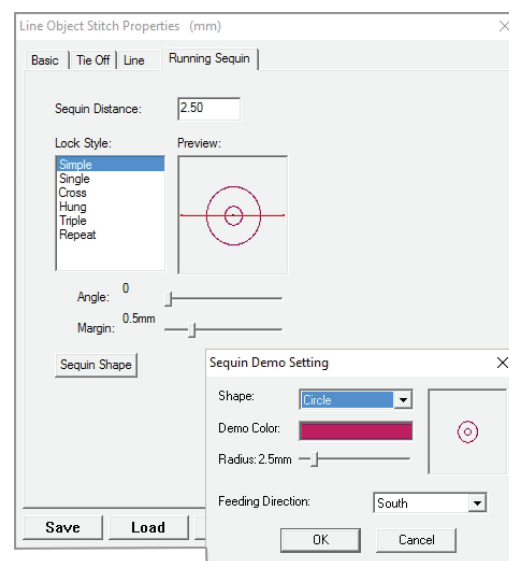 Line Object Stitch Properties (mm)
Basic Tie Off Line Running Sequin
Sequin Distance: 2.50
Lock Style: Preview:
Simple
Single
Cross
Hung
Triple
Repeat
Angle: 0
Margin: 0.5mm
Sequin Shape
Save Load
Sequin Demo Setting
Shape: Circle
Demo Color:
Radius: 2.5mm
Feeding Direction: South
OK Cancel